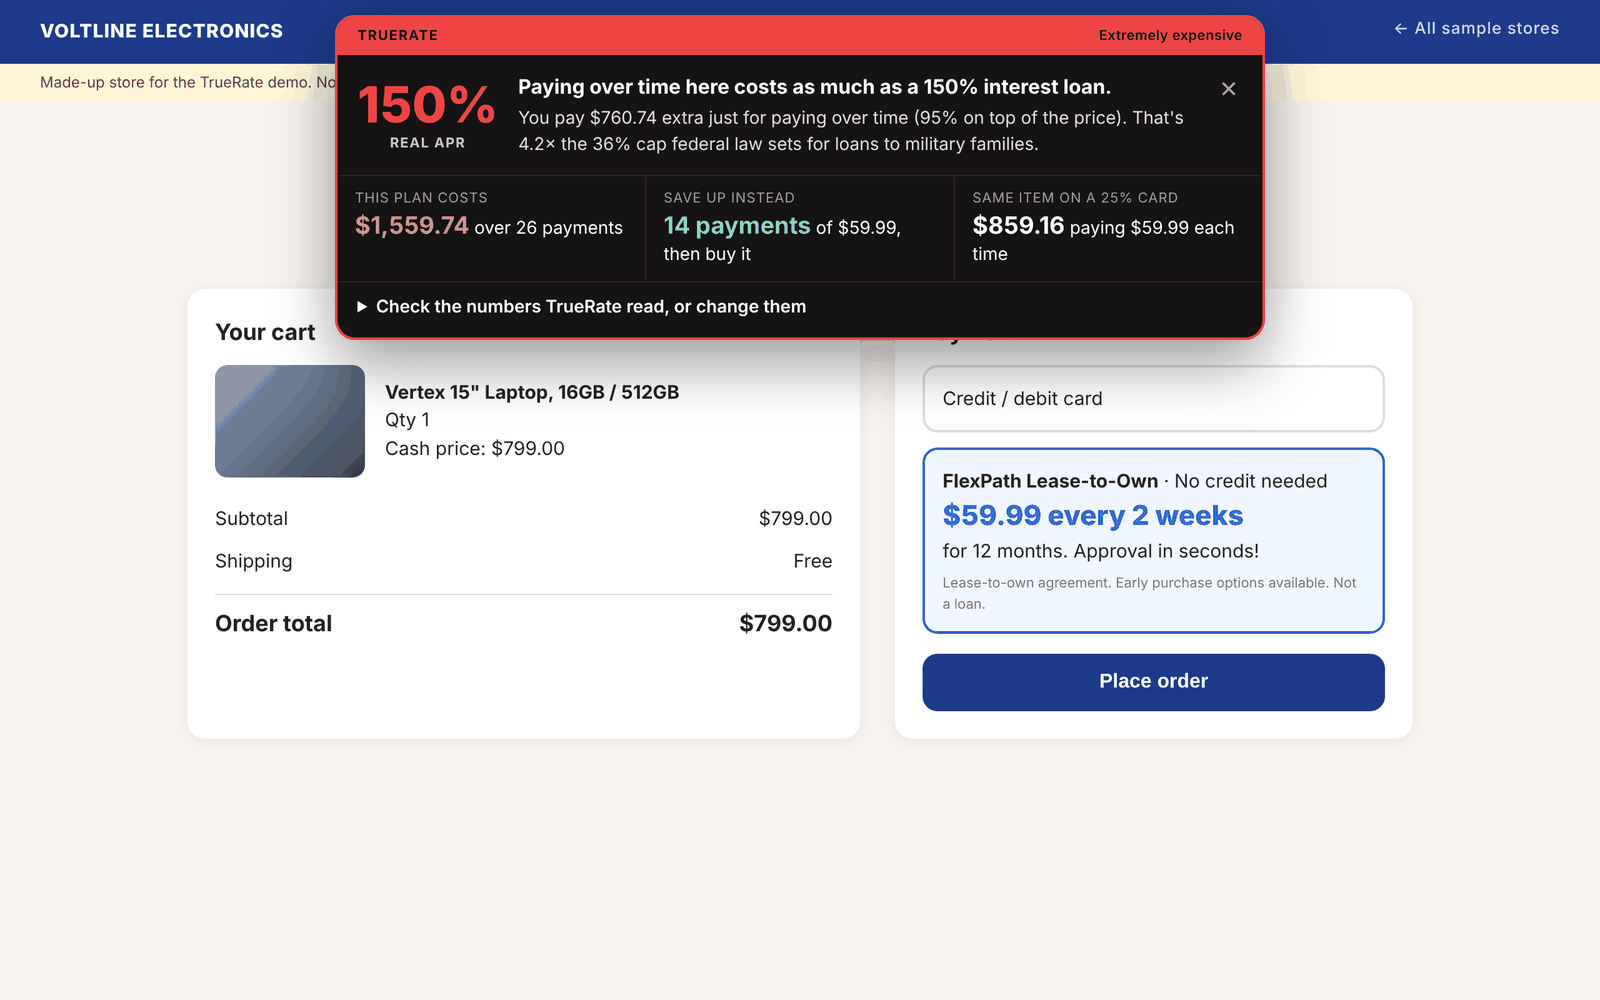 VOLTLINE ELECTRONICS
← All sample stores
Made-up store for the TrueRate demo. No
TRUERATE
Extremely expensive
150%
REAL APR
Paying over time here costs as much as a 150% interest loan.
You pay $760.74 extra just for paying over time (95% on top of the price). That's
4.2× the 36% cap federal law sets for loans to military families.
×
THIS PLAN COSTS
$1,559.74 over 26 payments
SAVE UP INSTEAD
14 payments of $59.99,
then buy it
SAME ITEM ON A 25% CARD
$859.16 paying $59.99 each
time
▶ Check the numbers TrueRate read, or change them
Your cart
Vertex 15" Laptop, 16GB / 512GB
Qty 1
Cash price: $799.00
Subtotal
$799.00
Shipping
Free
Order total
$799.00
Credit / debit card
FlexPath Lease-to-Own · No credit needed
$59.99 every 2 weeks
for 12 months. Approval in seconds!
Lease-to-own agreement. Early purchase options available. Not
a loan.
Place order